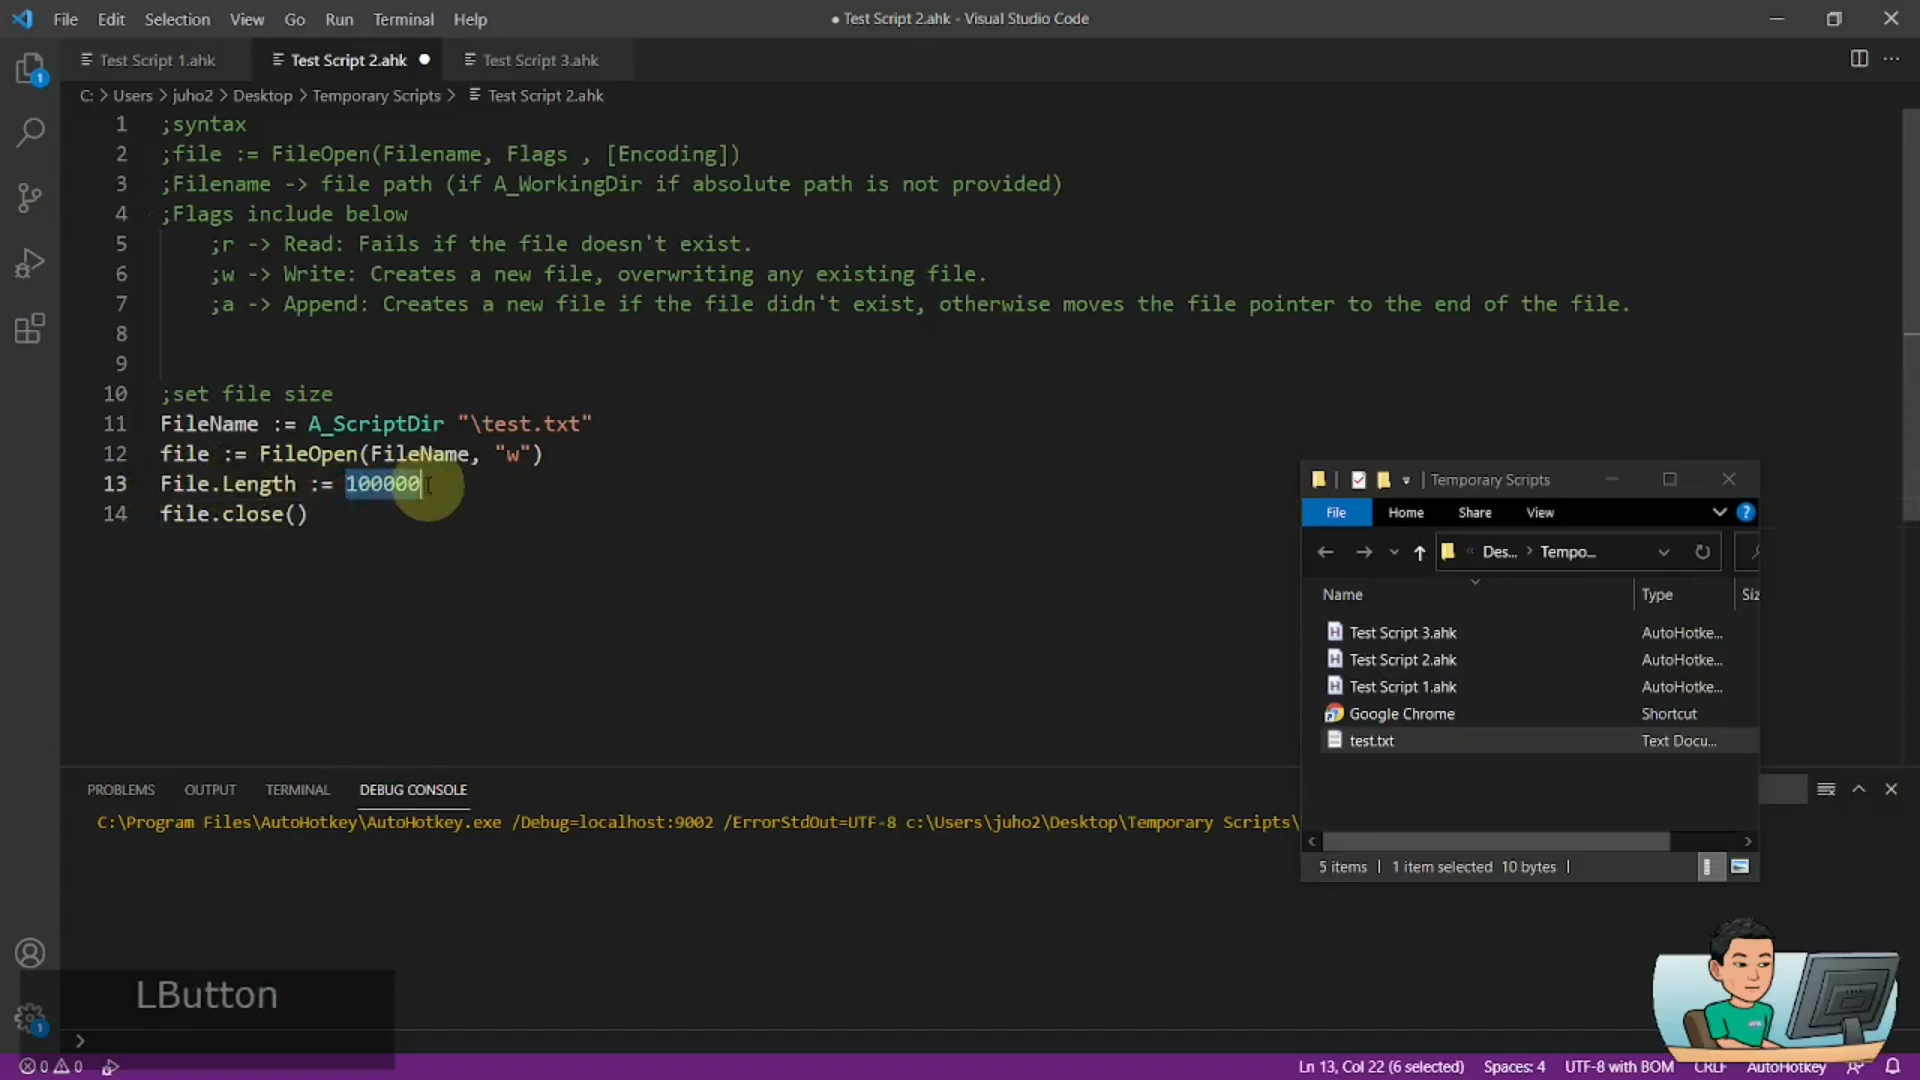 File Edit Selection View Go Run Terminal Help
● Test Script 2.ahk - Visual Studio Code
Test Script 1.ahk
Test Script 2.ahk
Test Script 3.ahk
C: > Users > juho2 > Desktop > Temporary Scripts > Test Script 2.ahk
1 ;syntax
2 ;file := FileOpen(Filename, Flags , [Encoding])
3 ;Filename -> file path (if A_WorkingDir if absolute path is not provided)
4 ;Flags include below
5 ;r -> Read: Fails if the file doesn't exist.
6 ;w -> Write: Creates a new file, overwriting any existing file.
7 ;a -> Append: Creates a new file if the file didn't exist, otherwise moves the file pointer to the end of the file.
8
9
10 ;set file size
11 FileName := A_ScriptDir "\test.txt"
12 file := FileOpen(FileName, "w")
13 File.Length := 100000
14 file.close()
Temporary Scripts
File Home Share View
Des... > Tempo...
Name Type Siz
Test Script 3.ahk AutoHotke...
Test Script 2.ahk AutoHotke...
Test Script 1.ahk AutoHotke...
Google Chrome Shortcut
test.txt Text Docu...
5 items 1 item selected 10 bytes
PROBLEMS OUTPUT TERMINAL DEBUG CONSOLE
C:\Program Files\AutoHotkey\AutoHotkey.exe /Debug=localhost:9002 /ErrorStdOut=UTF-8 c:\Users\juho2\Desktop\Temporary Scripts\
LButton
1
1
0 0
Ln 13, Col 22 (6 selected) Spaces: 4 UTF-8 with BOM CRLF AutoHotkey